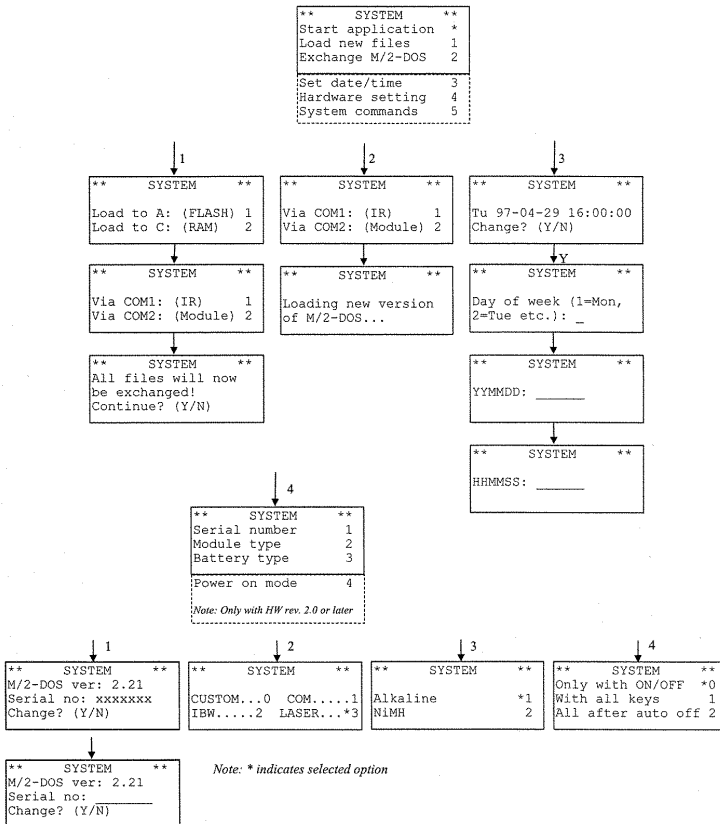 ** SYSTEM **
Start application *
Load new files 1
Exchange M/2-DOS 2
Set date/time 3
Hardware setting 4
System commands 5
1
** SYSTEM **
Load to A: (FLASH) 1
Load to C: (RAM) 2
** SYSTEM **
Via COM1: (IR) 1
Via COM2: (Module) 2
** SYSTEM **
All files will now
be exchanged!
Continue? (Y/N)
2
** SYSTEM **
Via COM1: (IR) 1
Via COM2: (Module) 2
** SYSTEM **
Loading new version
of M/2-DOS...
3
** SYSTEM **
Tu 97-04-29 16:00:00
Change? (Y/N)
Y
** SYSTEM **
Day of week (1=Mon,
2=Tue etc.): _
** SYSTEM **
YYMMDD: ______
** SYSTEM **
HHMMSS: ______
4
** SYSTEM **
Serial number 1
Module type 2
Battery type 3
Power on mode 4
Note: Only with HW rev. 2.0 or later
1
** SYSTEM **
M/2-DOS ver: 2.21
Serial no: xxxxxxx
Change? (Y/N)
** SYSTEM **
M/2-DOS ver: 2.21
Serial no: _______
Change? (Y/N)
2
** SYSTEM **
CUSTOM...0 COM.....1
IBW.....2 LASER...*3
3
** SYSTEM **
Alkaline *1
NiMH 2
4
** SYSTEM **
Only with ON/OFF *0
With all keys 1
All after auto off 2
Note: * indicates selected option